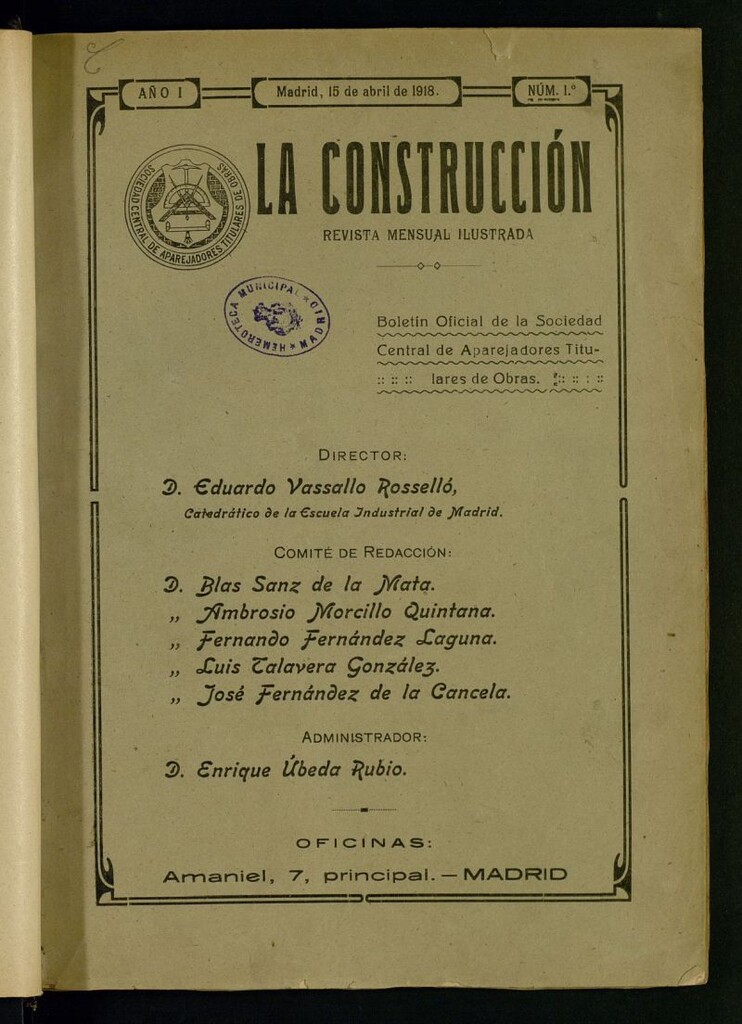 AÑO I
Madrid, 15 de abril de 1918.
NÚM. 1.º
SOCIEDAD CENTRAL DE APAREJADORES TITULARES DE OBRAS
LA CONSTRUCCIÓN
REVISTA MENSUAL ILUSTRADA
HEMEROTECA MUNICIPAL * MADRID *
Boletín Oficial de la Sociedad
Central de Aparejadores Titu-
lares de Obras.
DIRECTOR:
D. Eduardo Vassallo Rosselló,
Catedrático de la Escuela Industrial de Madrid.
COMITÉ DE REDACCIÓN:
D. Blas Sanz de la Mata.
„ Ambrosio Morcillo Quintana.
„ Fernando Fernández Laguna.
„ Luis Talavera González.
„ José Fernández de la Cancela.
ADMINISTRADOR:
D. Enrique Úbeda Rubio.
OFICINAS:
Amaniel, 7, principal. — MADRID